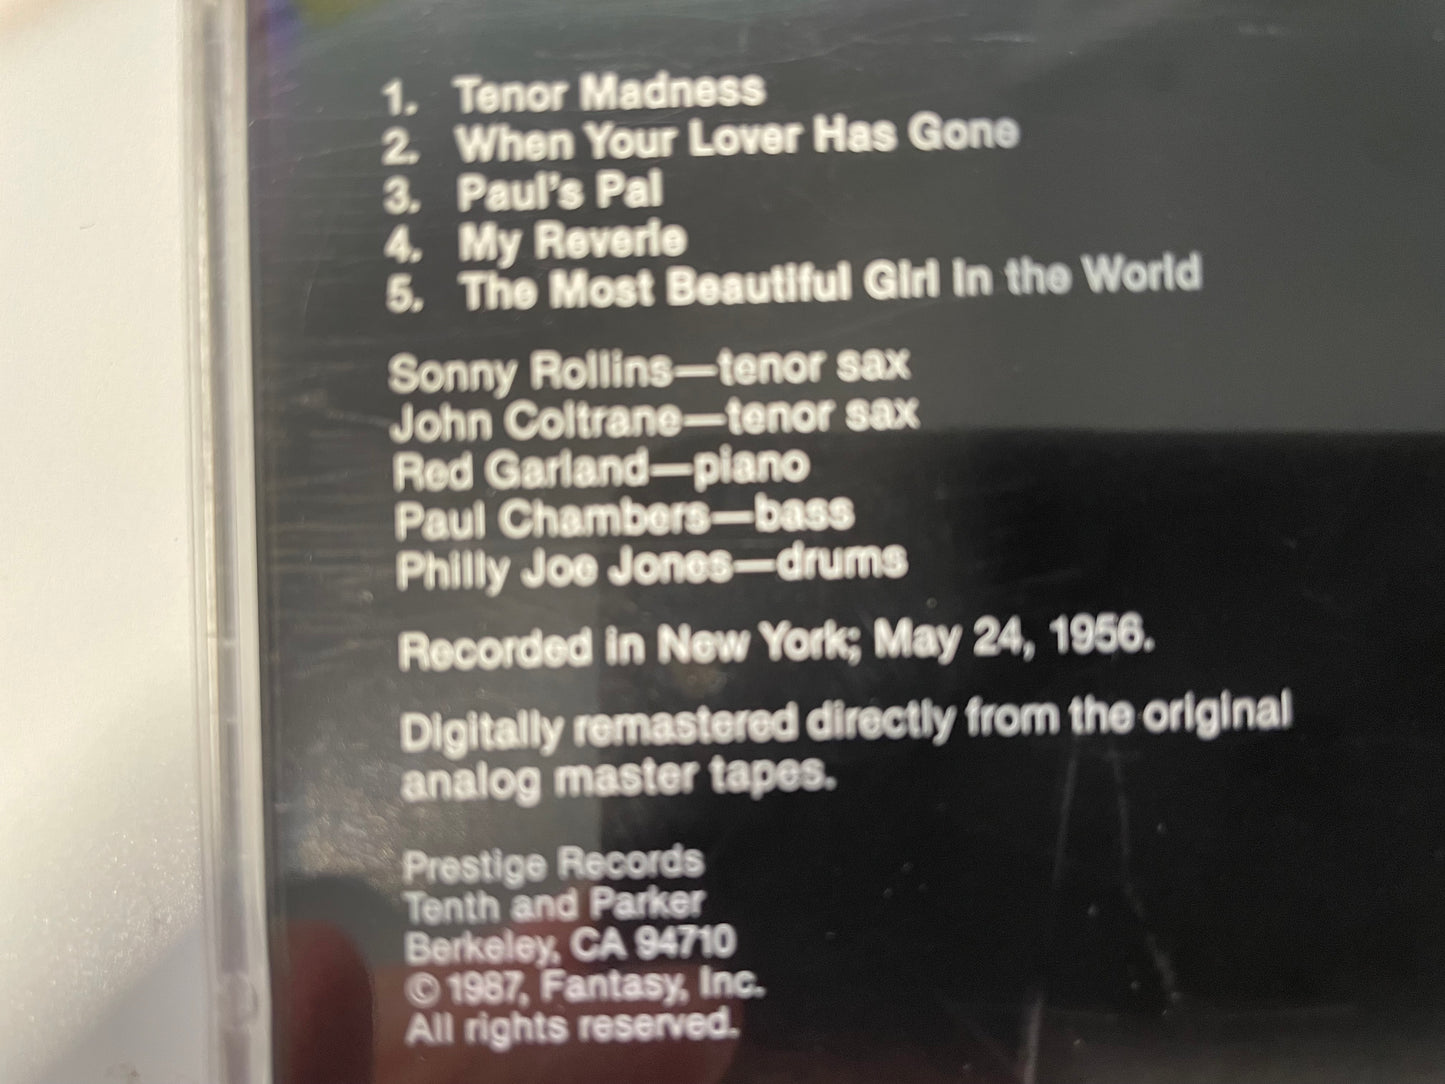 1. Tenor Madness
2. When Your Lover Has Gone
3. Paul's Pal
4. My Reverie
5. The Most Beautiful Girl in the World
Sonny Rollins—tenor sax
John Coltrane—tenor sax
Red Garland—piano
Paul Chambers—bass
Philly Joe Jones—drums
Recorded in New York; May 24, 1956.
Digitally remastered directly from the original
analog master tapes.
Prestige Records
Tenth and Parker
Berkeley, CA 94710
© 1987, Fantasy, Inc.
All rights reserved.